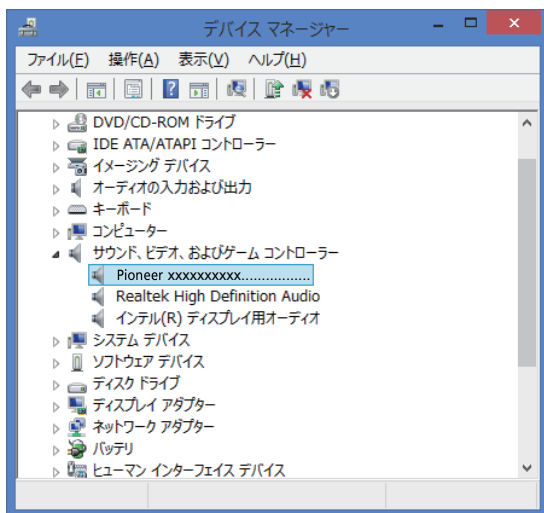 デバイス マネージャー
ファイル(F) 操作(A) 表示(V) ヘルプ(H)
DVD/CD-ROM ドライブ
IDE ATA/ATAPI コントローラー
イメージング デバイス
オーディオの入力および出力
キーボード
コンピューター
サウンド、ビデオ、およびゲーム コントローラー
Pioneer xxxxxxxxxx.................
Realtek High Definition Audio
インテル(R) ディスプレイ用オーディオ
システム デバイス
ソフトウェア デバイス
ディスク ドライブ
ディスプレイ アダプター
ネットワーク アダプター
バッテリ
ヒューマン インターフェイス デバイス